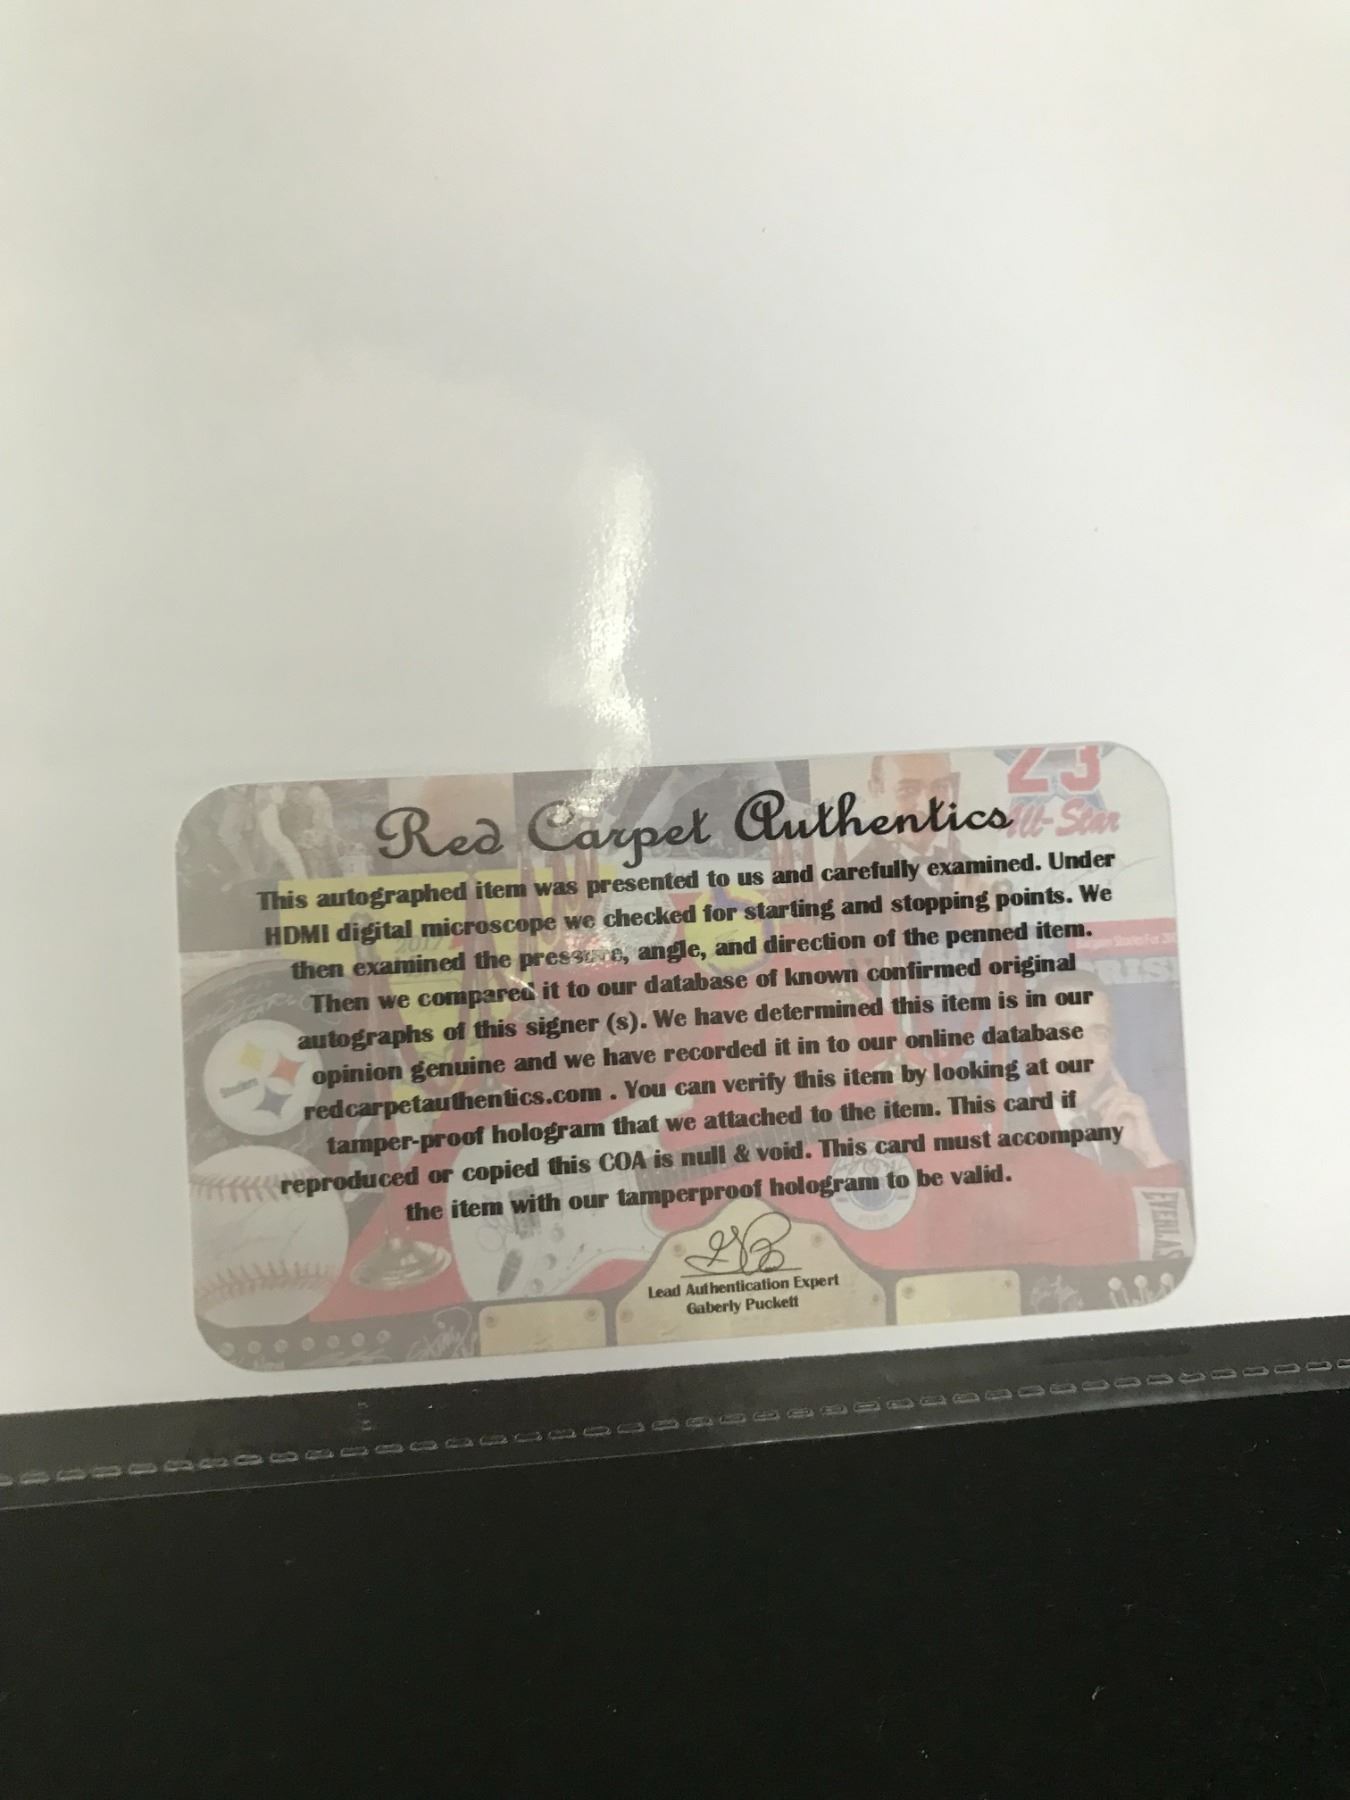 Red Carpet Authentics
23
All-Star
This autographed item was presented to us and carefully examined. Under
HDMI digital microscope we checked for starting and stopping points. We
then examined the pressure, angle, and direction of the penned item.
Then we compared it to our database of known confirmed original
autographs of this signer (s). We have determined this item is in our
opinion genuine and we have recorded it in to our online database
redcarpetauthentics.com . You can verify this item by looking at our
tamper-proof hologram that we attached to the item. This card if
reproduced or copied this COA is null & void. This card must accompany
the item with our tamperproof hologram to be valid.
2017
Steelers
EVERLAS
Lead Authentication Expert
Gaberly Puckett